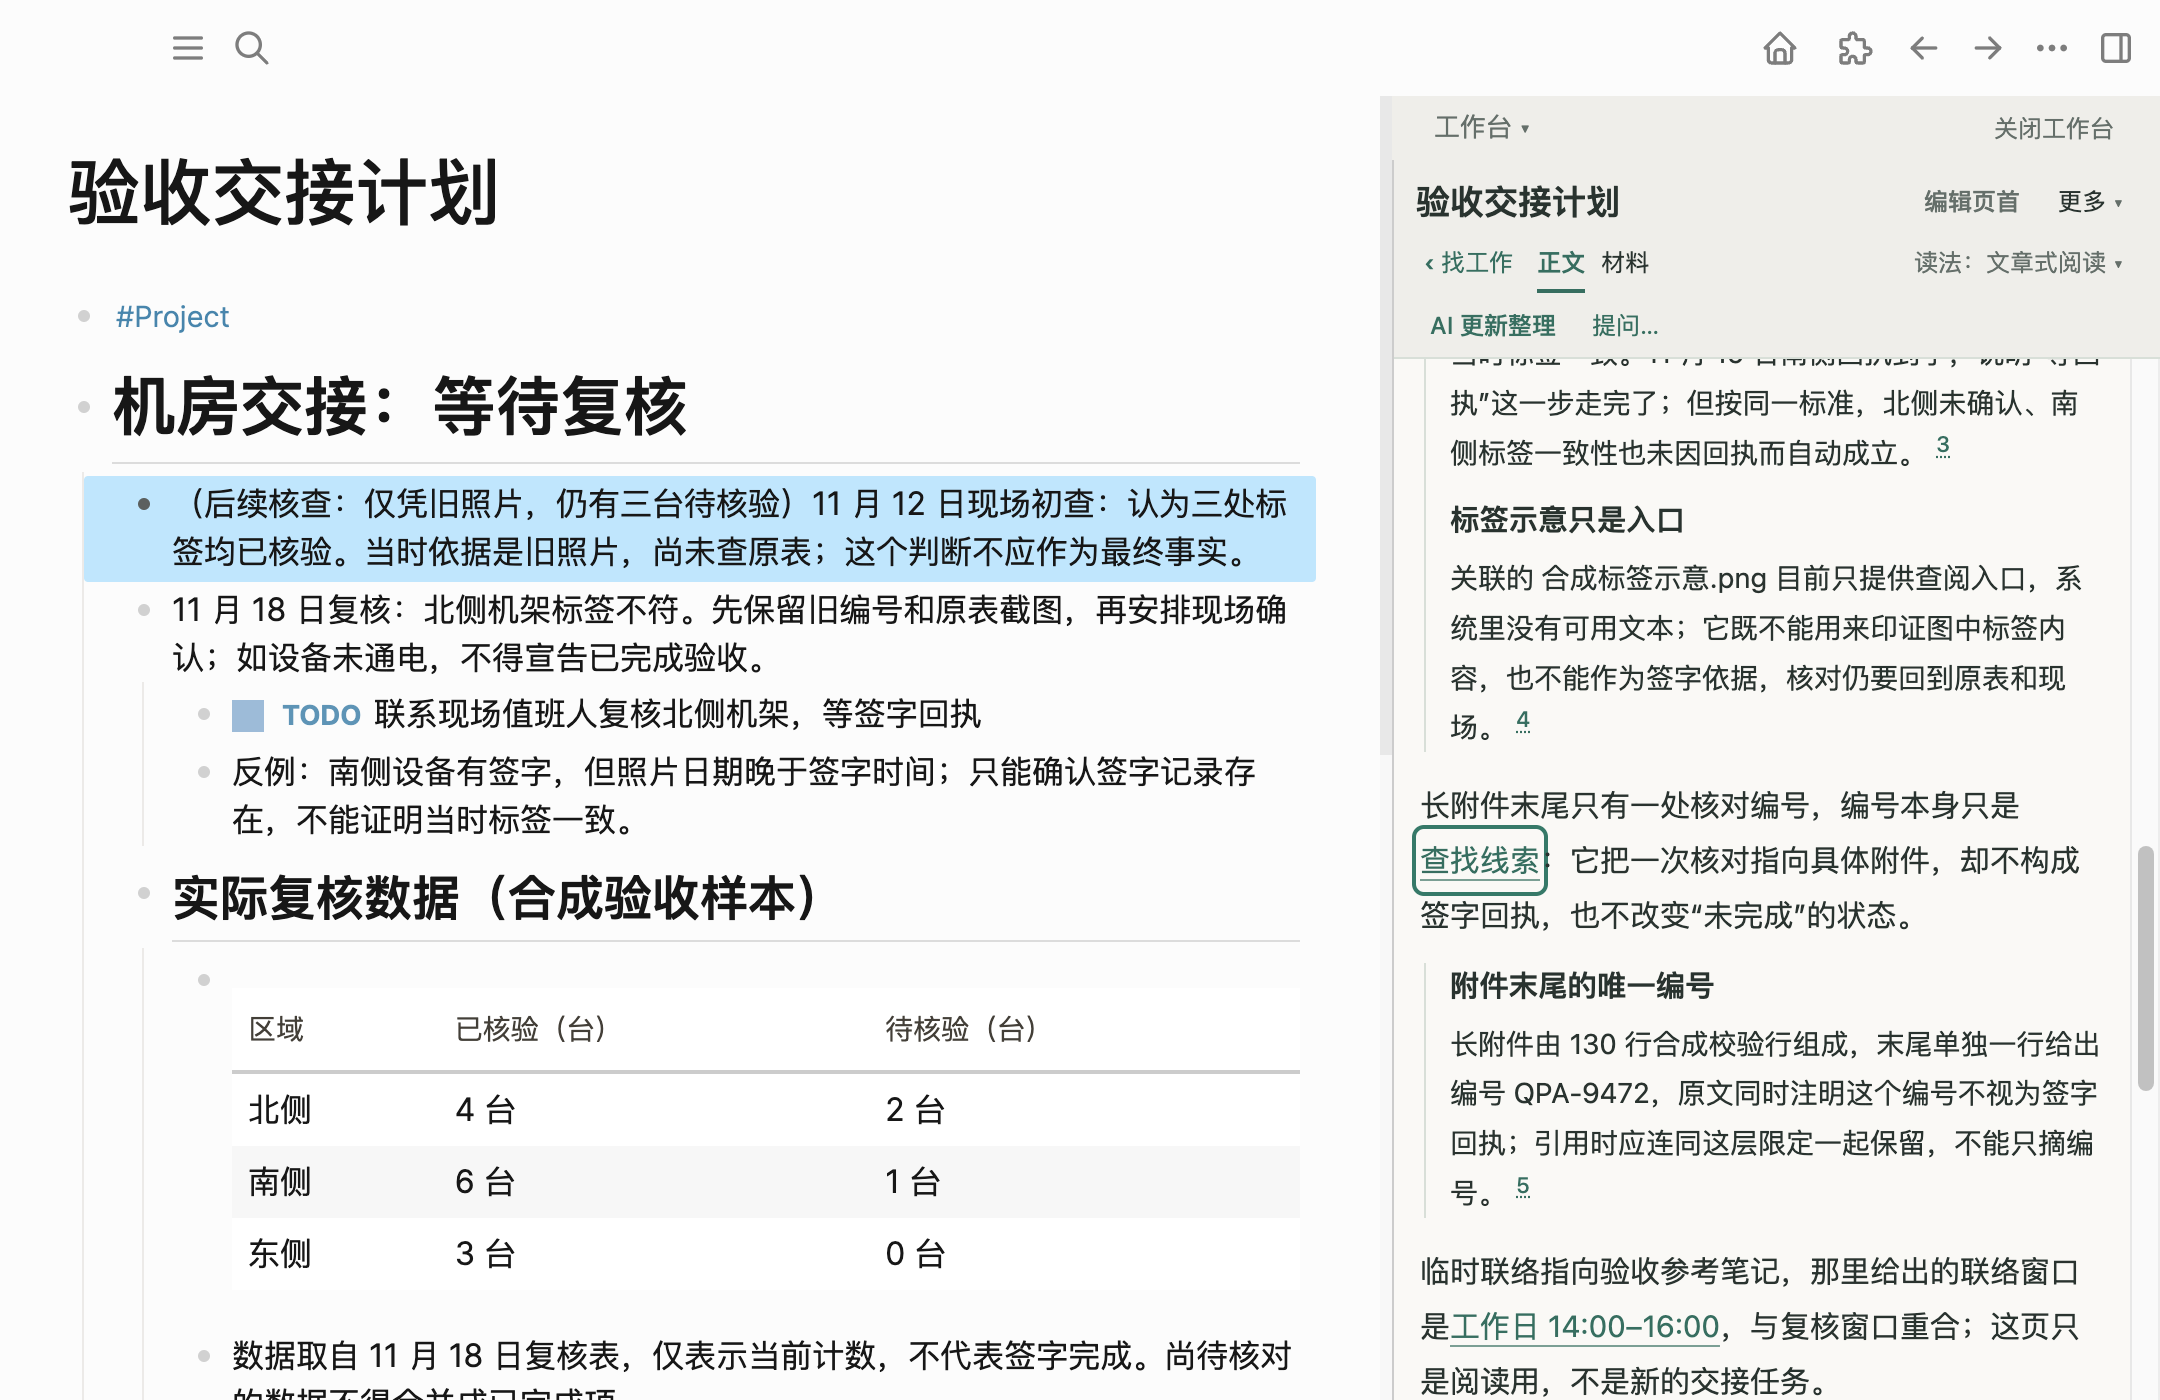 验收交接计划
#Project
机房交接：等待复核
（后续核查：仅凭旧照片，仍有三台待核验）11 月 12 日现场初查：认为三处标
签均已核验。当时依据是旧照片，尚未查原表；这个判断不应作为最终事实。
11 月 18 日复核：北侧机架标签不符。先保留旧编号和原表截图，再安排现场确
认；如设备未通电，不得宣告已完成验收。
TODO 联系现场值班人复核北侧机架，等签字回执
反例：南侧设备有签字，但照片日期晚于签字时间；只能确认签字记录存
在，不能证明当时标签一致。
实际复核数据（合成验收样本）
区域 已核验（台） 待核验（台）
北侧 4 台 2 台
南侧 6 台 1 台
东侧 3 台 0 台
数据取自 11 月 18 日复核表，仅表示当前计数，不代表签字完成。尚待核对
工作台 ▾ 关闭工作台
验收交接计划 编辑页首 更多 ▾
‹ 找工作 正文 材料 读法：文章式阅读 ▾
AI 更新整理 提问...
执”这一步走完了；但按同一标准，北侧未确认、南
侧标签一致性也未因回执而自动成立。 3
标签示意只是入口
关联的 合成标签示意.png 目前只提供查阅入口，系
统里没有可用文本；它既不能用来印证图中标签内
容，也不能作为签字依据，核对仍要回到原表和现
场。 4
长附件末尾只有一处核对编号，编号本身只是
查找线索：它把一次核对指向具体附件，却不构成
签字回执，也不改变“未完成”的状态。
附件末尾的唯一编号
长附件由 130 行合成校验行组成，末尾单独一行给出
编号 QPA-9472，原文同时注明这个编号不视为签字
回执；引用时应连同这层限定一起保留，不能只摘编
号。 5
临时联络指向验收参考笔记，那里给出的联络窗口
是工作日 14:00–16:00，与复核窗口重合；这页只
是阅读用，不是新的交接任务。